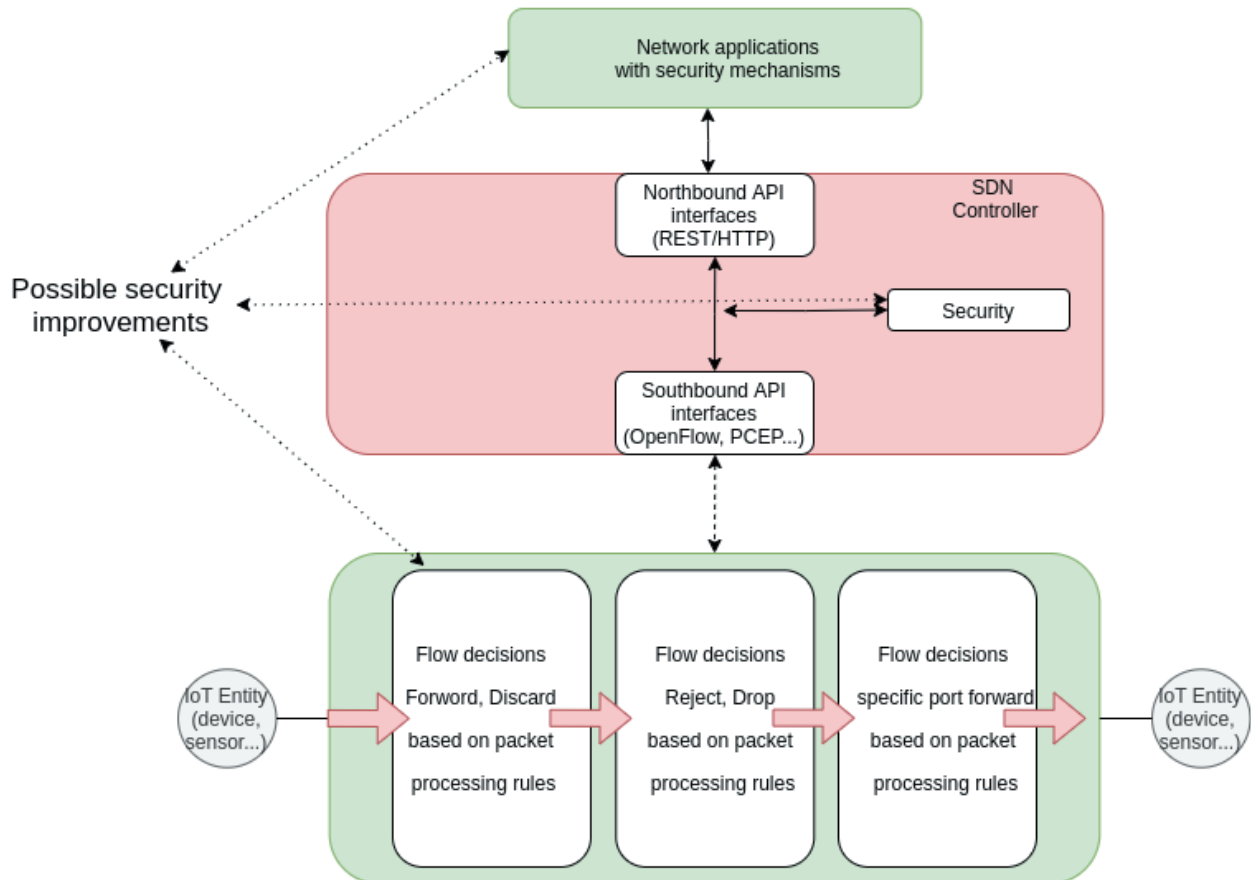 Network applications
with security mechanisms
Northbound API
interfaces
(REST/HTTP)
SDN
Controller
Possible security
improvements
Security
Southbound API
interfaces
(OpenFlow, PCEP...)
IoT Entity
(device,
sensor...)
Flow decisions
Forword, Discard
based on packet
processing rules
Flow decisions
Reject, Drop
based on packet
processing rules
Flow decisions
specific port forward
based on packet
processing rules
IoT Entity
(device,
sensor...)